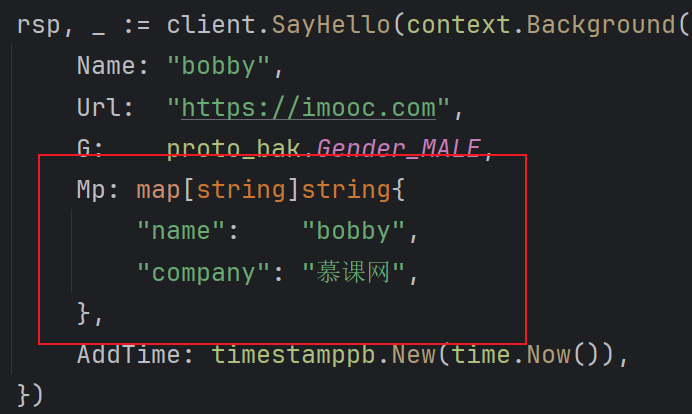 rsp, _ := client.SayHello(context.Background(
    Name: "bobby",
    Url:  "https://imooc.com",
    G:    proto_bak.Gender_MALE,
    Mp: map[string]string{
        "name":    "bobby",
        "company": "慕课网",
    },
    AddTime: timestamppb.New(time.Now()),
})